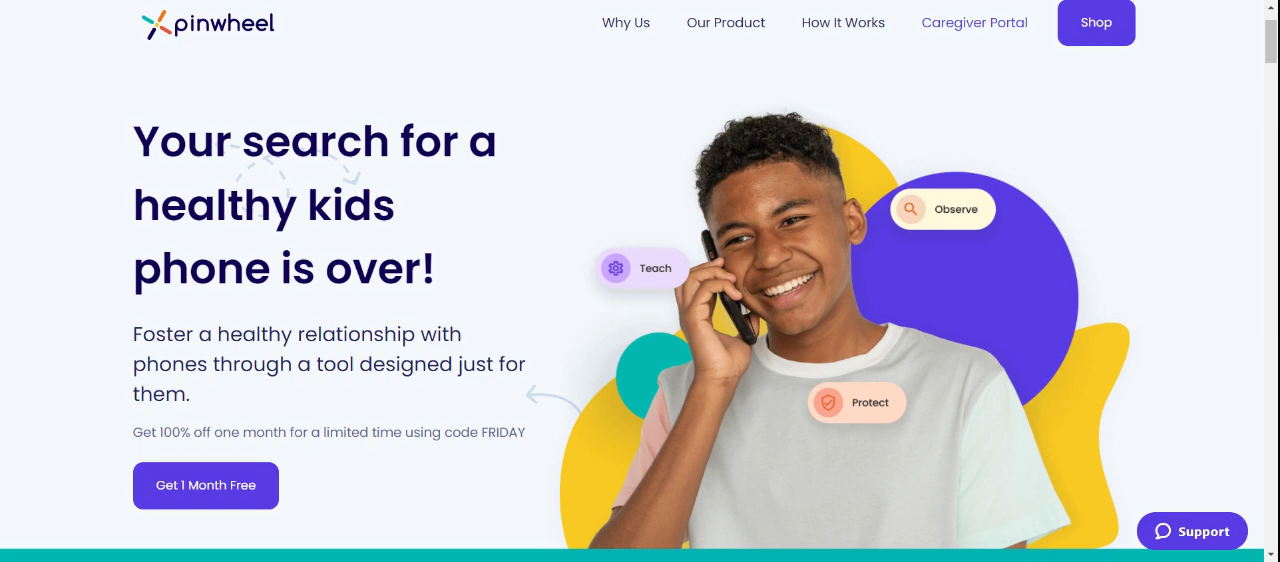 pinwheel
Why Us
Our Product
How It Works
Caregiver Portal
Shop
Your search for a
healthy kids
phone is over!
Foster a healthy relationship with
phones through a tool designed just for
them.
Get 100% off one month for a limited time using code FRIDAY
Get 1 Month Free
Observe
Teach
Protect
Support